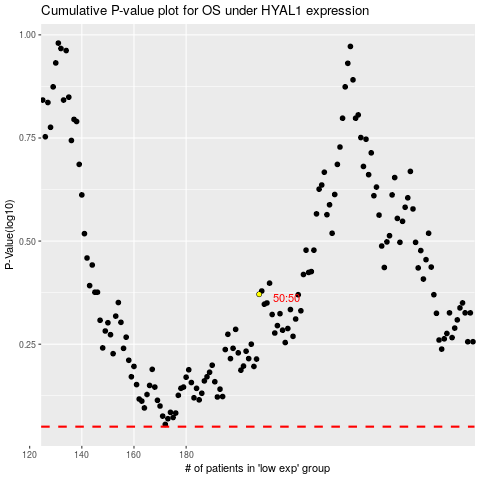 Cumulative P-value plot for OS under HYAL1 expression
1.00
0.75
0.50
0.25
P-Value(log10)
50:50
120 140 160 180
# of patients in 'low exp' group